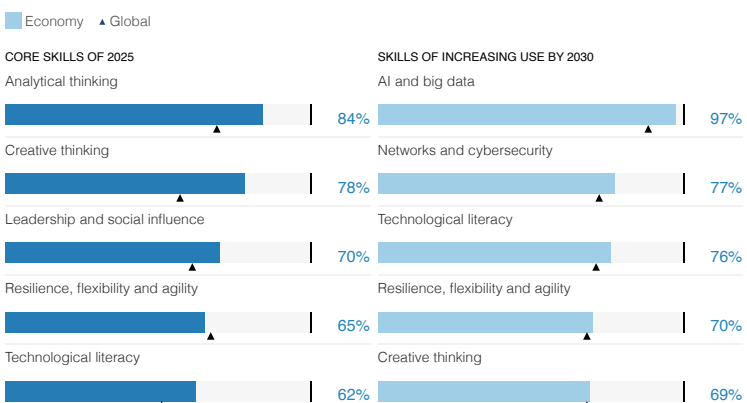 Economy Global
CORE SKILLS OF 2025
Analytical thinking
84%
Creative thinking
78%
Leadership and social influence
70%
Resilience, flexibility and agility
65%
Technological literacy
62%
SKILLS OF INCREASING USE BY 2030
AI and big data
97%
Networks and cybersecurity
77%
Technological literacy
76%
Resilience, flexibility and agility
70%
Creative thinking
69%